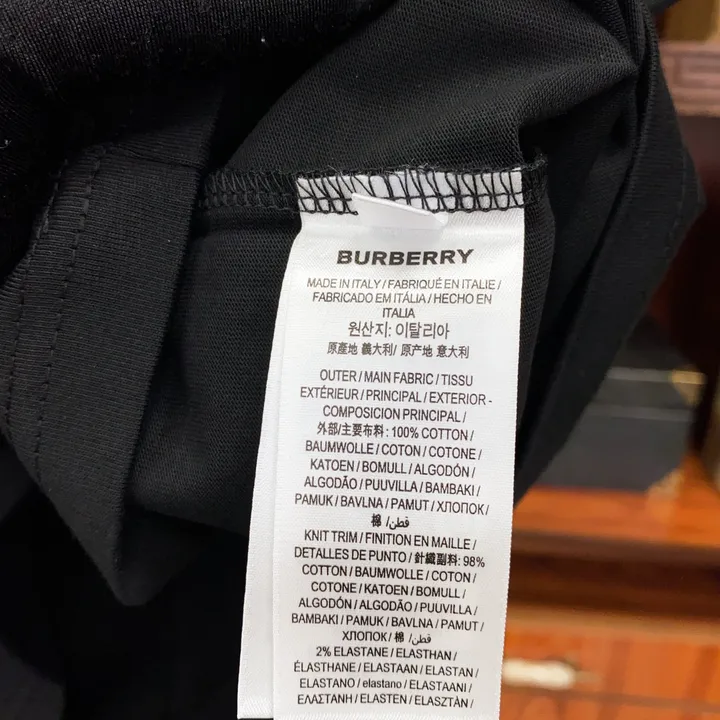 BURBERRY
MADE IN ITALY / FABRIQUÉ EN ITALIE /
FABRICADO EM ITÁLIA / HECHO EN
ITALIA
원산지: 이탈리아
原產地 義大利/ 原产地 意大利
OUTER / MAIN FABRIC / TISSU
EXTÉRIEUR / PRINCIPAL / EXTERIOR -
COMPOSICION PRINCIPAL /
外部/主要布料: 100% COTTON /
BAUMWOLLE / COTON / COTONE /
KATOEN / BOMULL / ALGODÓN /
ALGODÃO / PUUVILLA / BAMBAKI /
PAMUK / BAVLNA / PAMUT / ХЛОПОК /
棉 / قطن/
KNIT TRIM / FINITION EN MAILLE /
DETALLES DE PUNTO / 針織副料: 98%
COTTON / BAUMWOLLE / COTON /
COTONE / KATOEN / BOMULL /
ALGODÓN / ALGODÃO / PUUVILLA /
BAMBAKI / PAMUK / BAVLNA / PAMUT /
ХЛОПОК / 棉 / قطن/
2% ELASTANE / ELASTHAN /
ÉLASTHANE / ELASTAAN / ELASTAN /
ELASTANO / elastano / ELASTAANI /
ΕΛΑΣΤΑΝΗ / ELASTEN / ELASZTÁN /